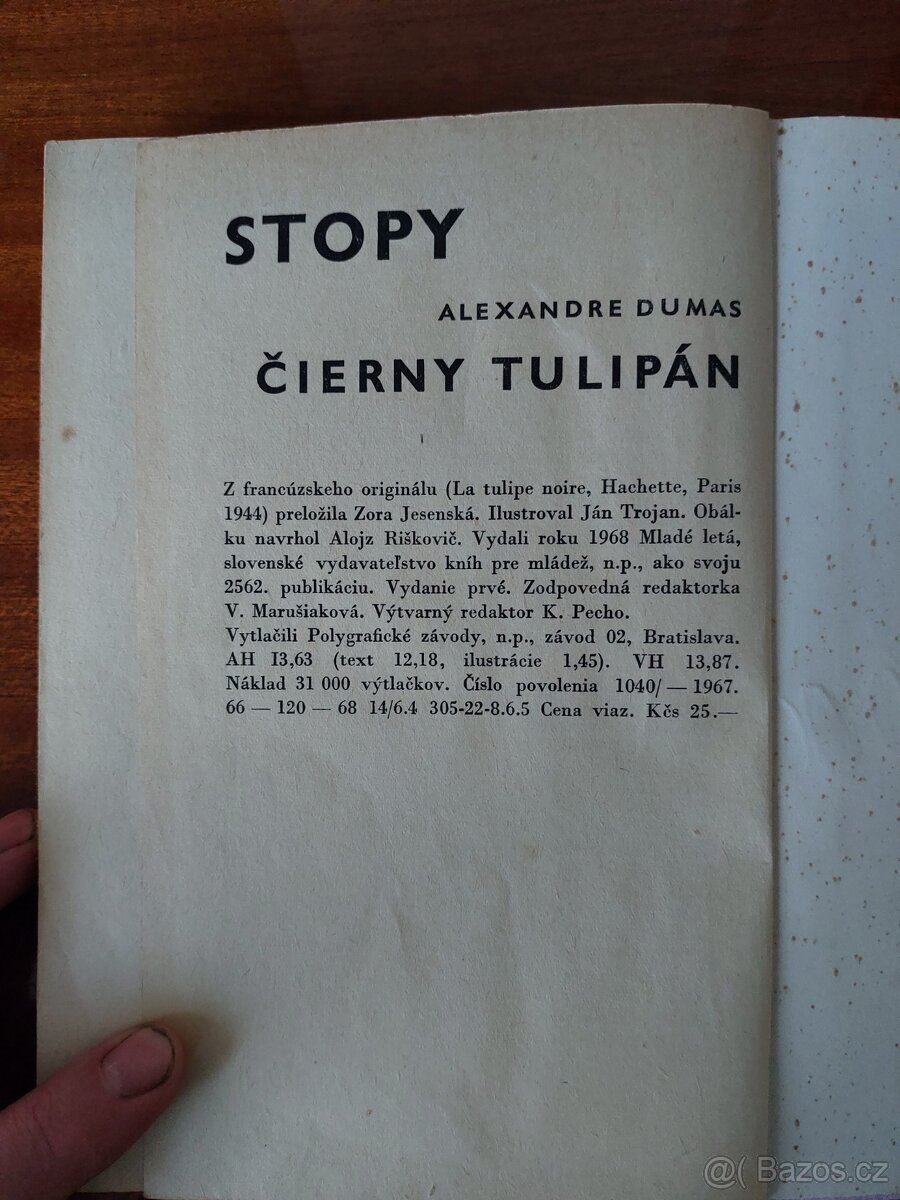 STOPY
ALEXANDRE DUMAS
ČIERNY TULIPÁN
Z francúzskeho originálu (La tulipe noire, Hachette, Paris
1944) preložila Zora Jesenská. Ilustroval Ján Trojan. Obál-
ku navrhol Alojz Riškovič. Vydali roku 1968 Mladé letá,
slovenské vydavateľstvo kníh pre mládež, n.p., ako svoju
2562. publikáciu. Vydanie prvé. Zodpovedná redaktorka
V. Marušiaková. Výtvarný redaktor K. Pecho.
Vytlačili Polygrafické závody, n.p., závod 02, Bratislava.
AH I3,63 (text 12,18, ilustrácie 1,45). VH 13,87.
Náklad 31 000 výtlačkov. Číslo povolenia 1040/ — 1967.
66 — 120 — 68 14/6.4 305-22-8.6.5 Cena viaz. Kčs 25.—
@( Bazos.cz